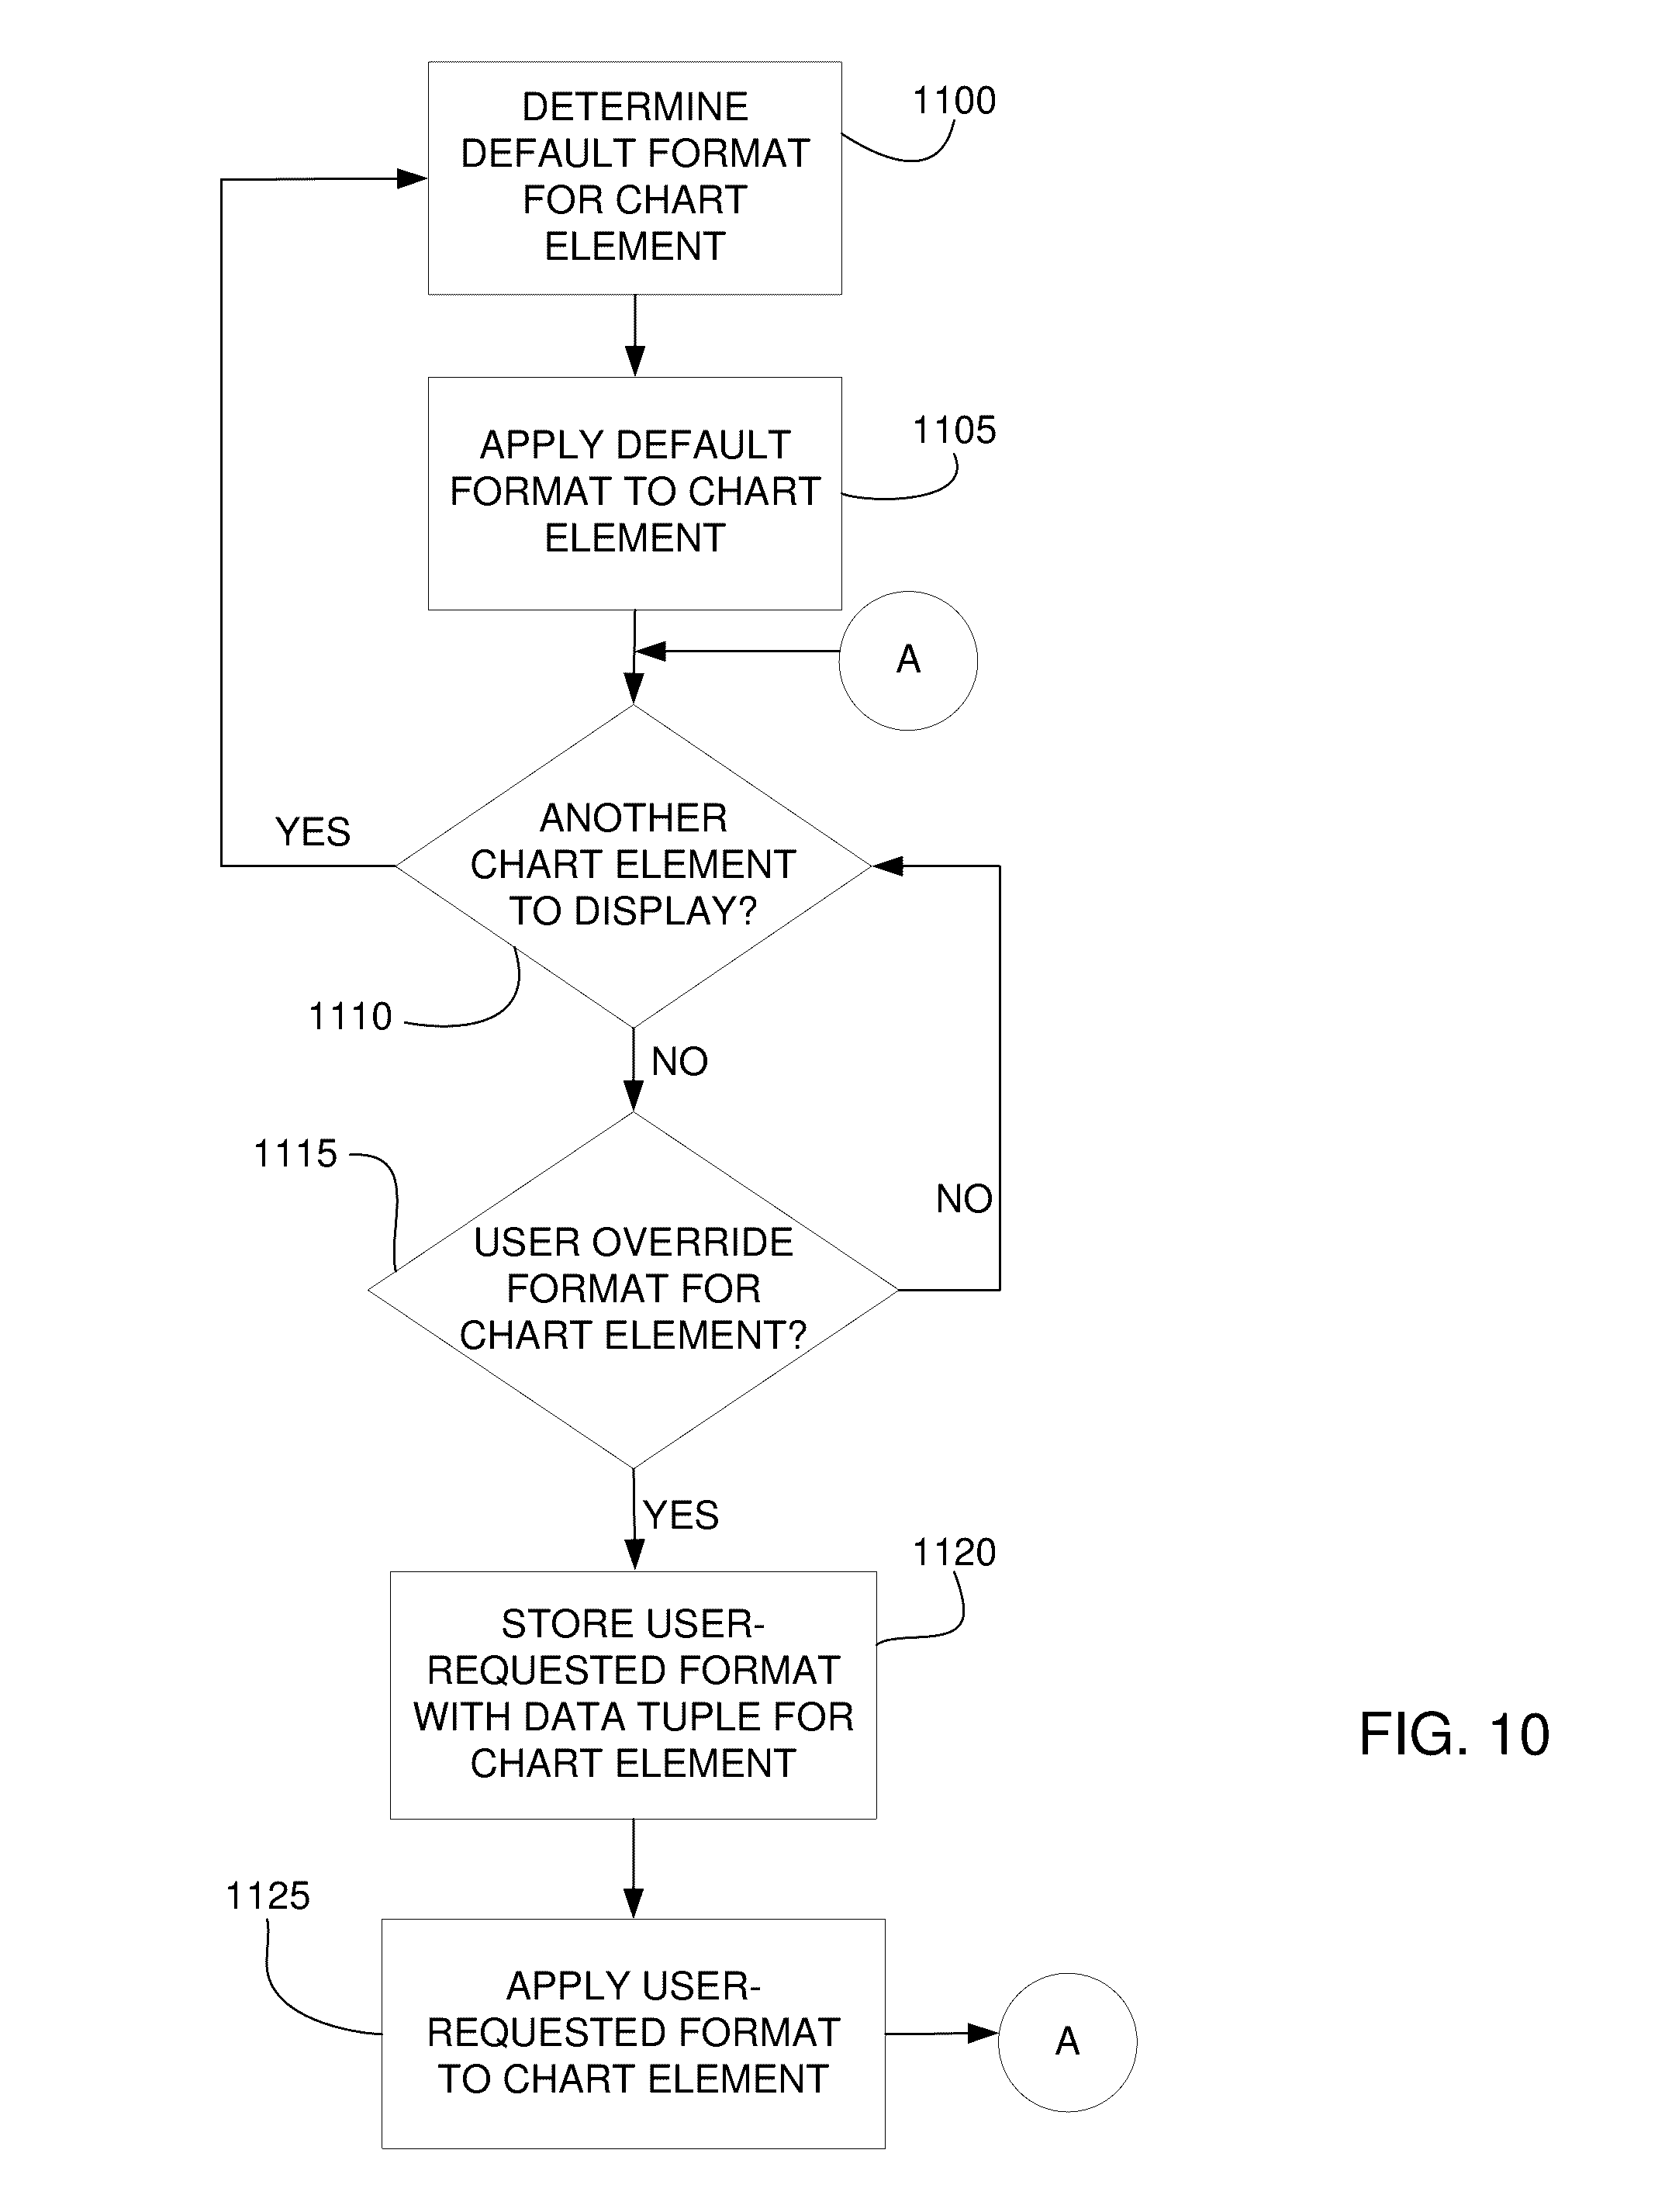 DETERMINE
DEFAULT FORMAT
FOR CHART
ELEMENT
1100
APPLY DEFAULT
FORMAT TO CHART
ELEMENT
1105
A
ANOTHER
CHART ELEMENT
TO DISPLAY?
YES
1110
NO
1115
USER OVERRIDE
FORMAT FOR
CHART ELEMENT?
NO
YES
1120
STORE USER-
REQUESTED FORMAT
WITH DATA TUPLE FOR
CHART ELEMENT
FIG. 10
1125
APPLY USER-
REQUESTED FORMAT
TO CHART ELEMENT
A